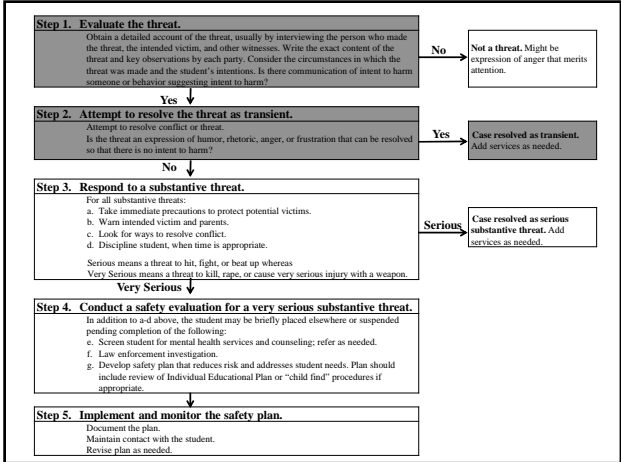 Step 1. Evaluate the threat.
Obtain a detailed account of the threat, usually by interviewing the person who made
the threat, the intended victim, and other witnesses. Write the exact content of the
threat and key observations by each party. Consider the circumstances in which the
threat was made and the student's intentions. Is there communication of intent to harm
someone or behavior suggesting intent to harm?
No
Not a threat. Might be
expression of anger that merits
attention.
Yes
Step 2. Attempt to resolve the threat as transient.
Attempt to resolve conflict or threat.
Is the threat an expression of humor, rhetoric, anger, or frustration that can be resolved
so that there is no intent to harm?
Yes
Case resolved as transient.
Add services as needed.
No
Step 3. Respond to a substantive threat.
For all substantive threats:
a. Take immediate precautions to protect potential victims.
b. Warn intended victim and parents.
c. Look for ways to resolve conflict.
d. Discipline student, when time is appropriate.
Serious means a threat to hit, fight, or beat up whereas
Very Serious means a threat to kill, rape, or cause very serious injury with a weapon.
Serious
Case resolved as serious
substantive threat. Add
services as needed.
Very Serious
Step 4. Conduct a safety evaluation for a very serious substantive threat.
In addition to a-d above, the student may be briefly placed elsewhere or suspended
pending completion of the following:
e. Screen student for mental health services and counseling; refer as needed.
f. Law enforcement investigation.
g. Develop safety plan that reduces risk and addresses student needs. Plan should
include review of Individual Educational Plan or “child find” procedures if
appropriate.
Step 5. Implement and monitor the safety plan.
Document the plan.
Maintain contact with the student.
Revise plan as needed.